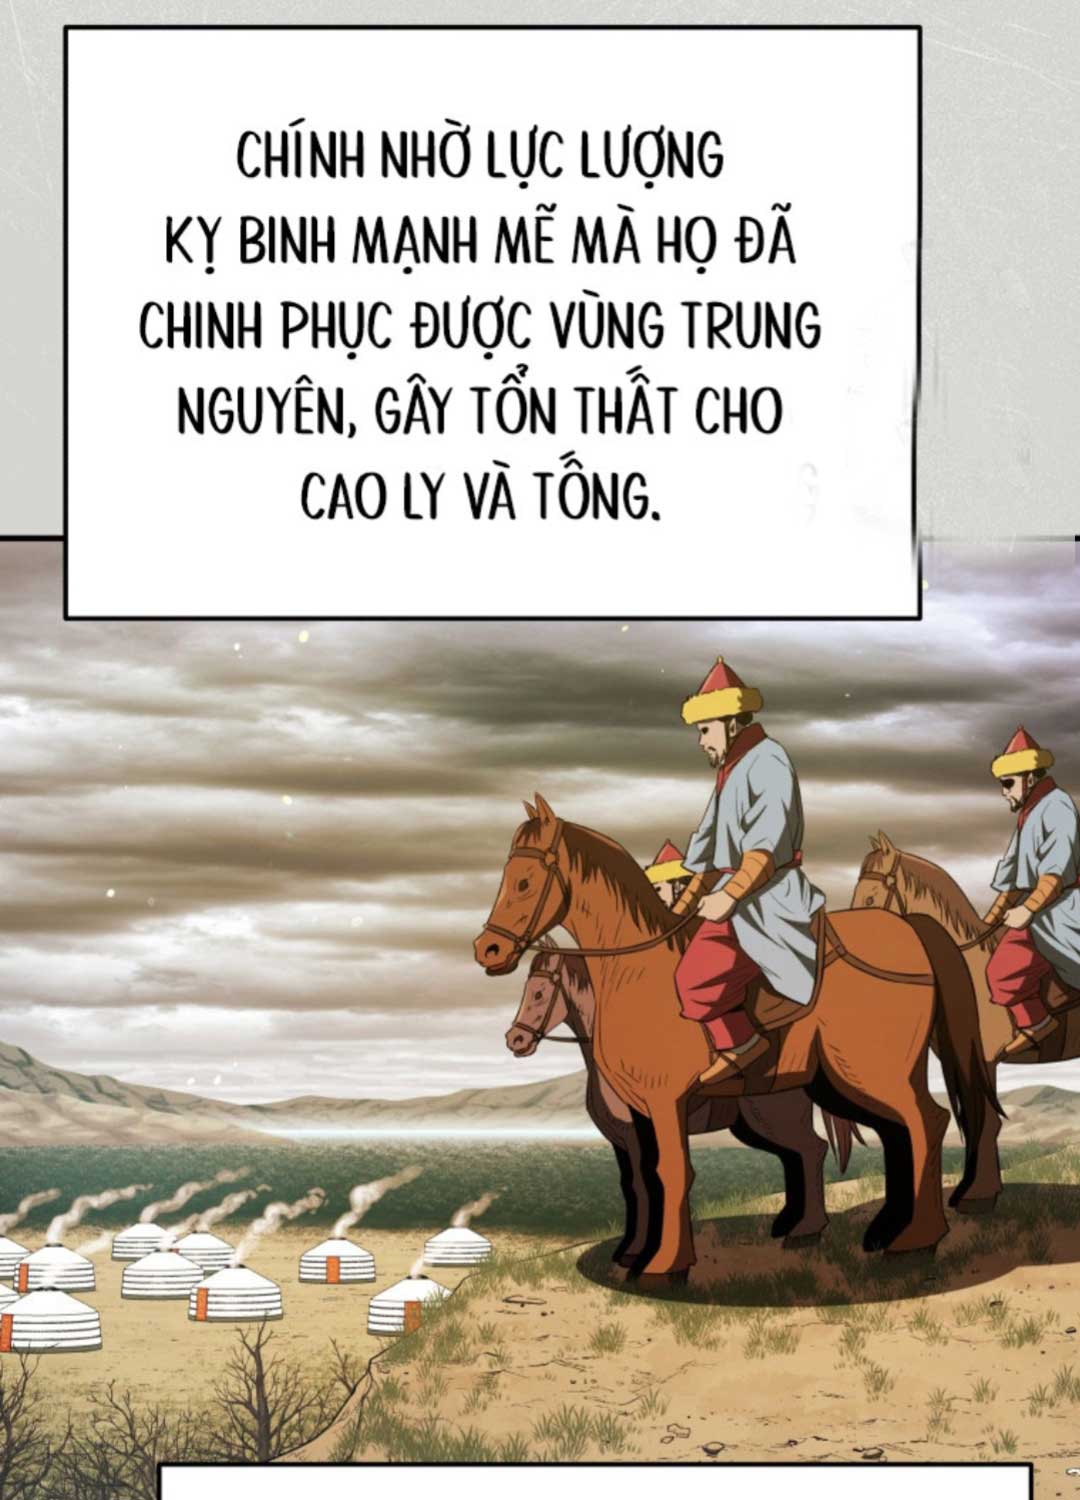 CHÍNH NHỜ LỰC LƯỢNG
KỴ BINH MẠNH MẼ MÀ HỌ ĐÃ
CHINH PHỤC ĐƯỢC VÙNG TRUNG
NGUYÊN, GÂY TỔN THẤT CHO
CAO LY VÀ TỐNG.